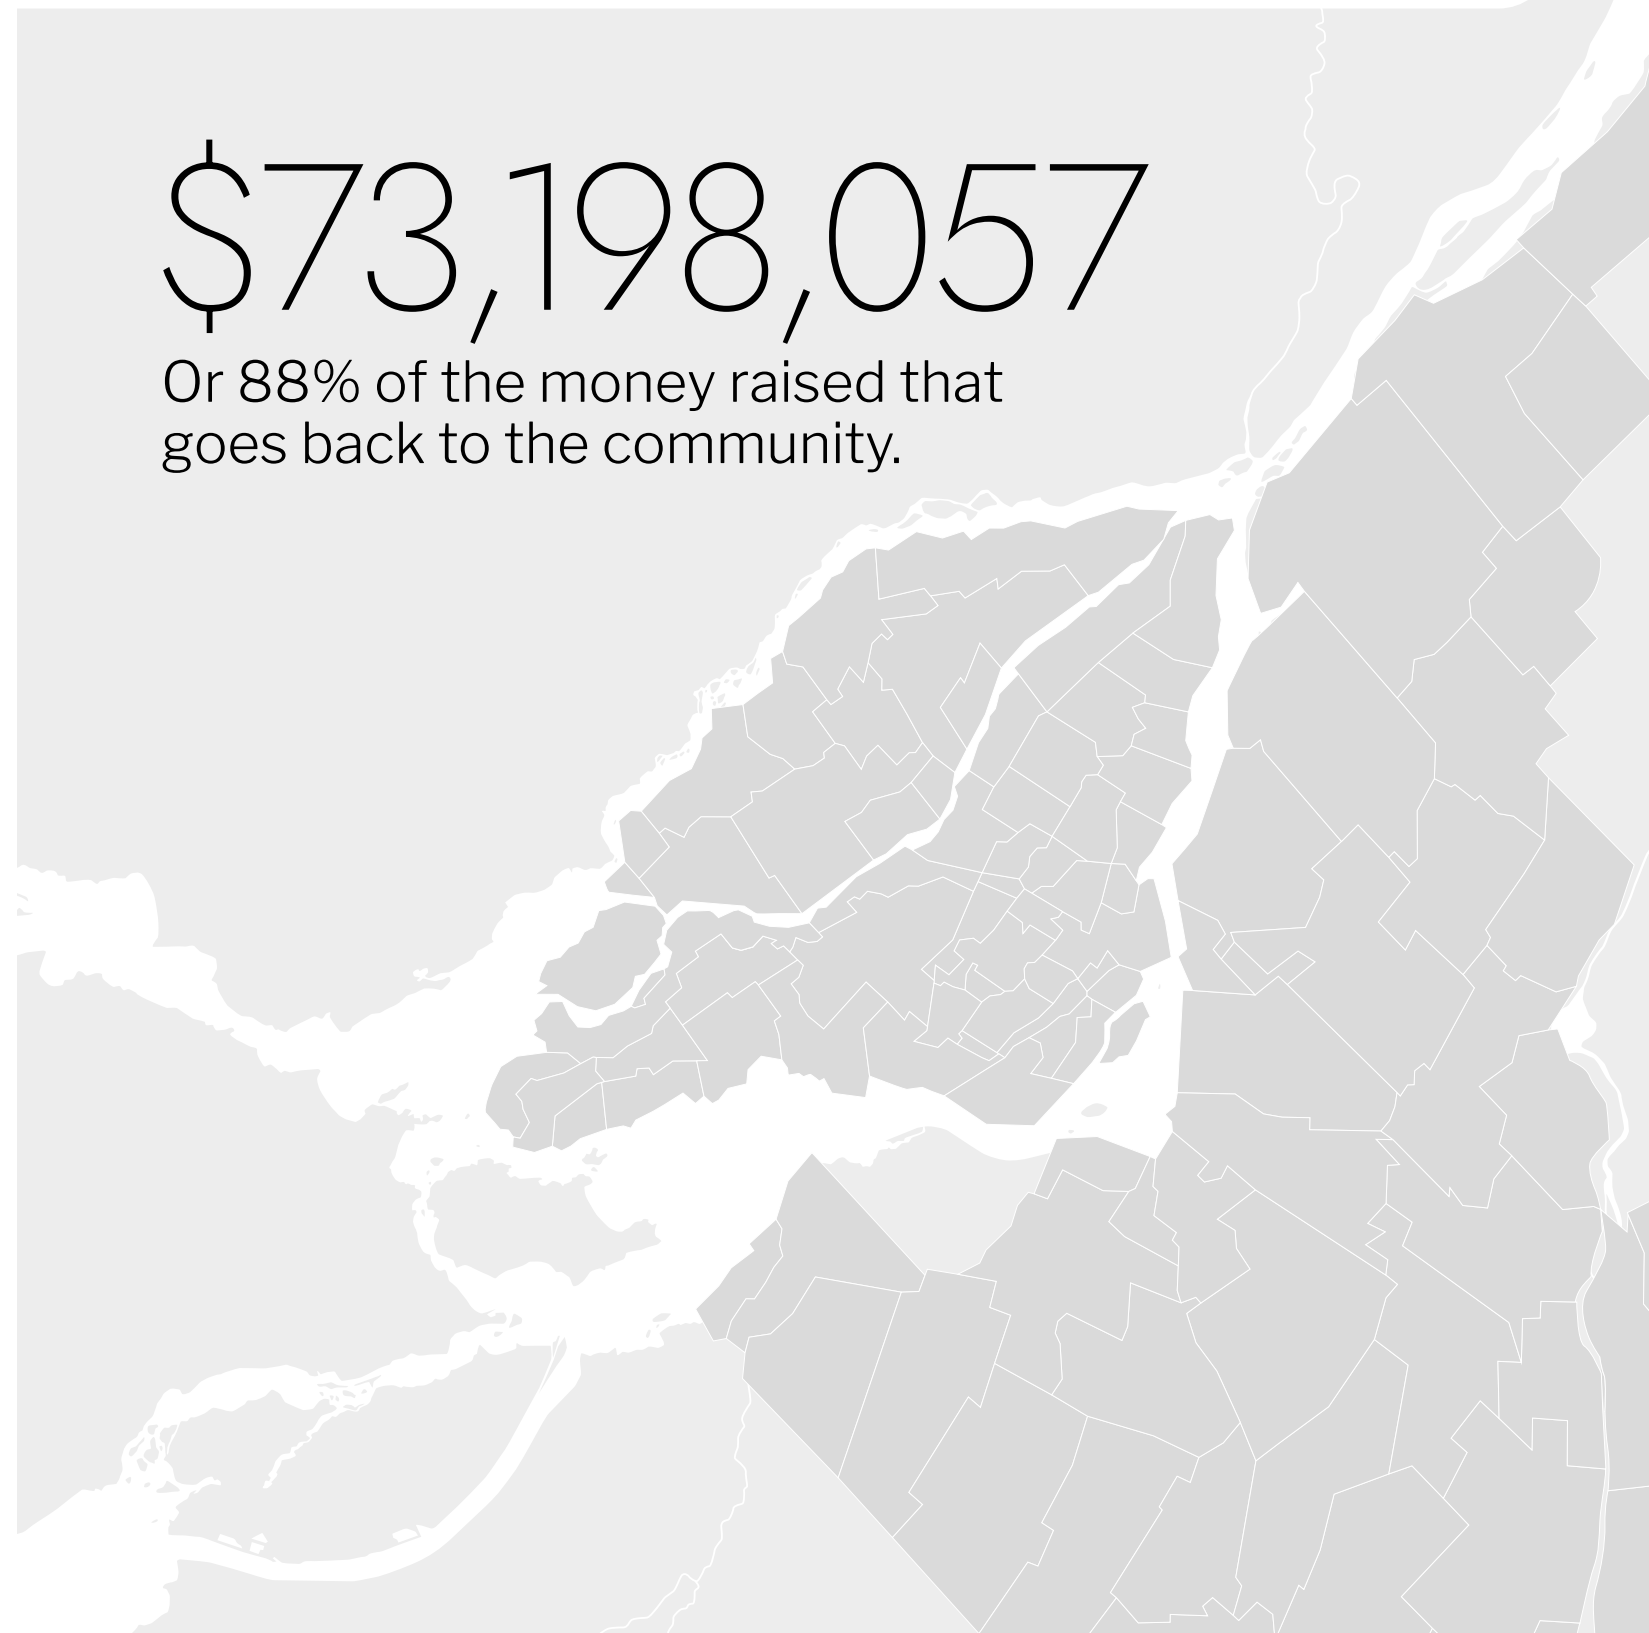 $73,198,057
Or 88% of the money raised that
goes back to the community.